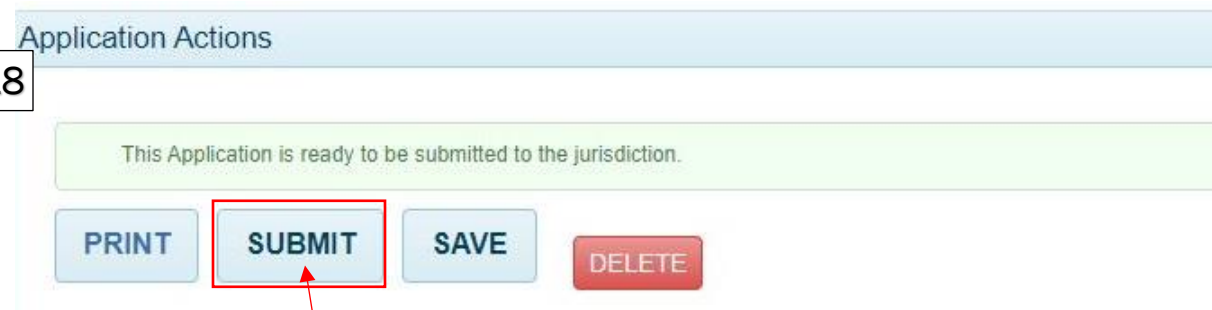 Application Actions
8
This Application is ready to be submitted to the jurisdiction.
PRINT SUBMIT SAVE DELETE